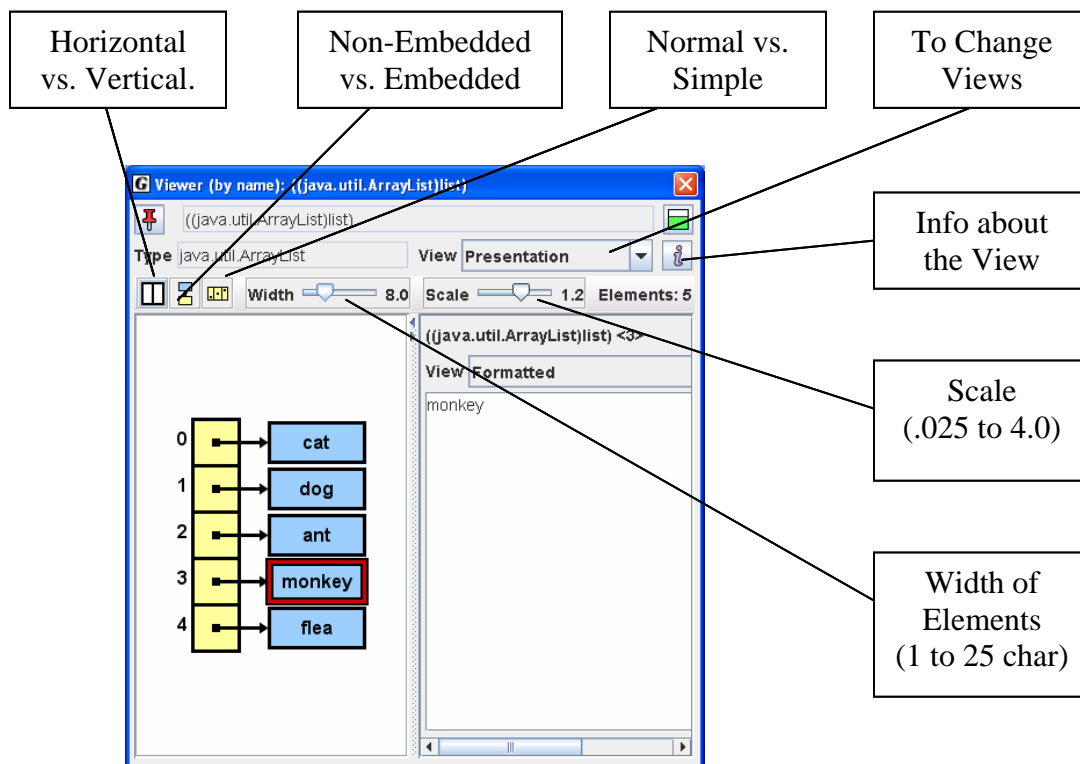 Horizontal
vs. Vertical.
Non-Embedded
vs. Embedded
Normal vs.
Simple
To Change
Views
G Viewer (by name): ((java.util.ArrayList)list)
((java.util.ArrayList)list)
Type java.util.ArrayList View Presentation i
Width 8.0 Scale 1.2 Elements: 5
Info about
the View
((java.util.ArrayList)list) <3>
View Formatted
monkey
0 cat
1 dog
2 ant
3 monkey
4 flea
Scale
(.025 to 4.0)
Width of
Elements
(1 to 25 char)